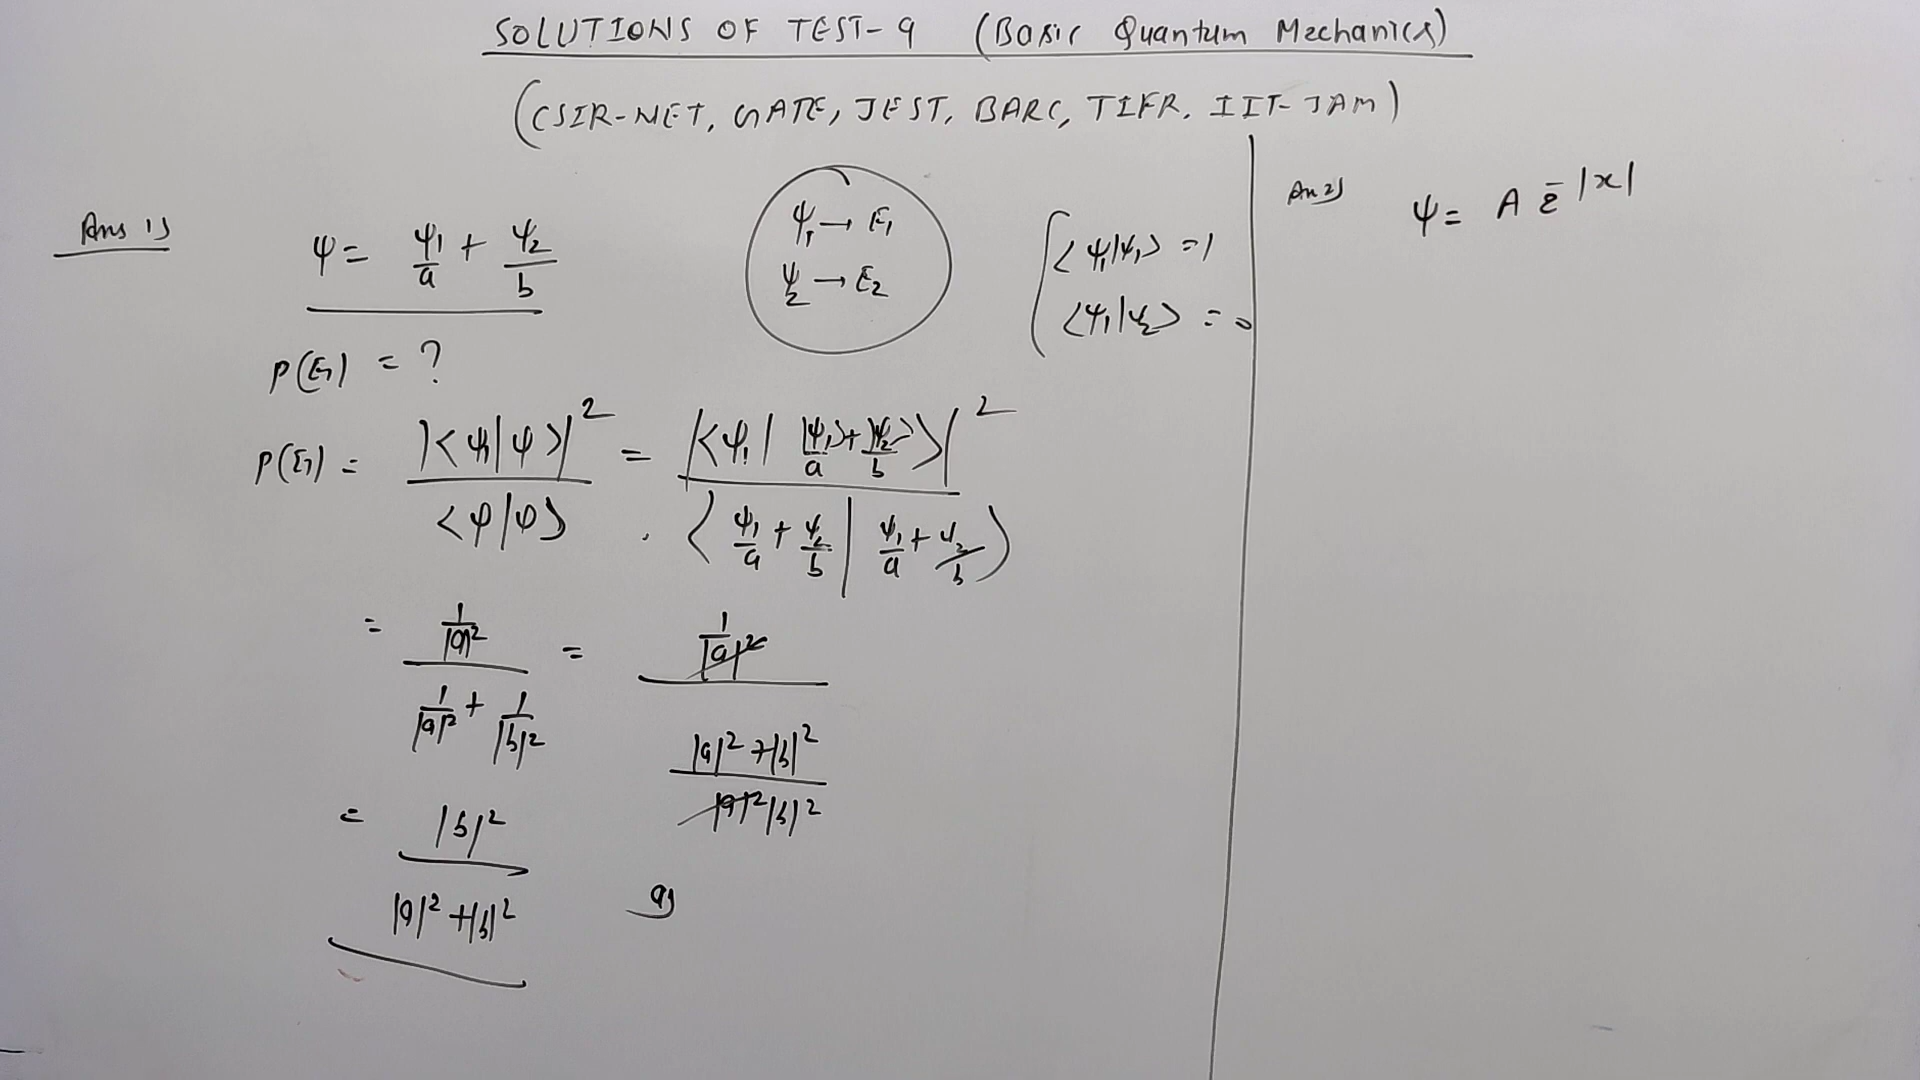 SOLUTIONS OF TEST-9 (Basic Quantum Mechanics)
(CSIR-NET, GATE, JEST, BARC, TIFR, IIT-JAM)
Ans 1)
ψ = ψ₁/a + ψ₂/b
ψ₁ → E₁
ψ₂ → E₂
⟨ψ₁|ψ₁⟩ = 1
⟨ψ₁|ψ₂⟩ = 0
P(E₁) = ?
P(E₁) = |⟨ψ₁|ψ⟩|² / ⟨ψ|ψ⟩ = |⟨ψ₁| |ψ₁⟩/a + |ψ₂⟩/b ⟩|² / ⟨ψ₁/a + ψ₂/b | ψ₁/a + ψ₂/b⟩
= 1/|a|² / (1/|a|² + 1/|b|²) = 1/|a|² / ((|a|² + |b|²) / |a|²|b|²)
= |b|² / |a|² + |b|²
a)
Ans 2)
ψ = A e^-|x|